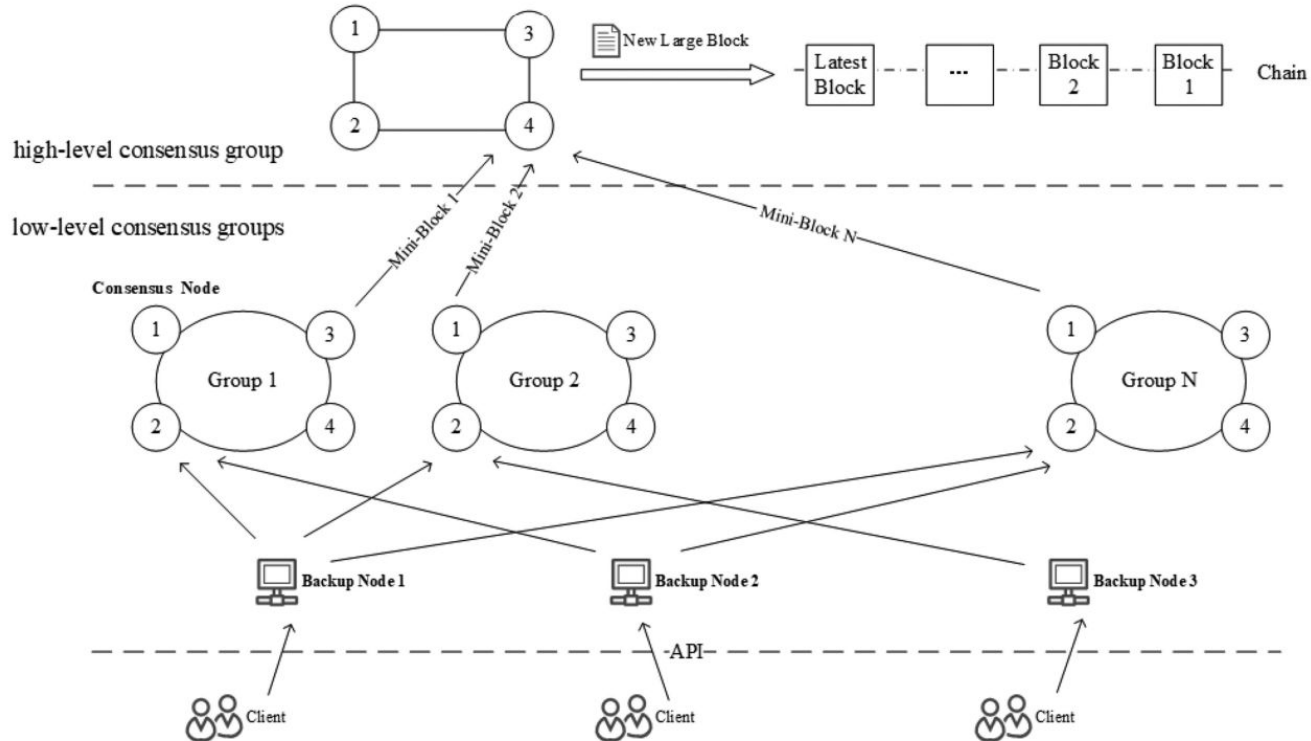 1
3
New Large Block
Latest
Block
...
Block
2
Block
1
Chain
2
4
high-level consensus group
low-level consensus groups
Mini-Block 1
Mini-Block 2
Mini-Block N
Consensus Node
1
3
Group 1
2
4
1
3
Group 2
2
4
1
3
Group N
2
4
Backup Node 1
Backup Node 2
Backup Node 3
API
Client
Client
Client